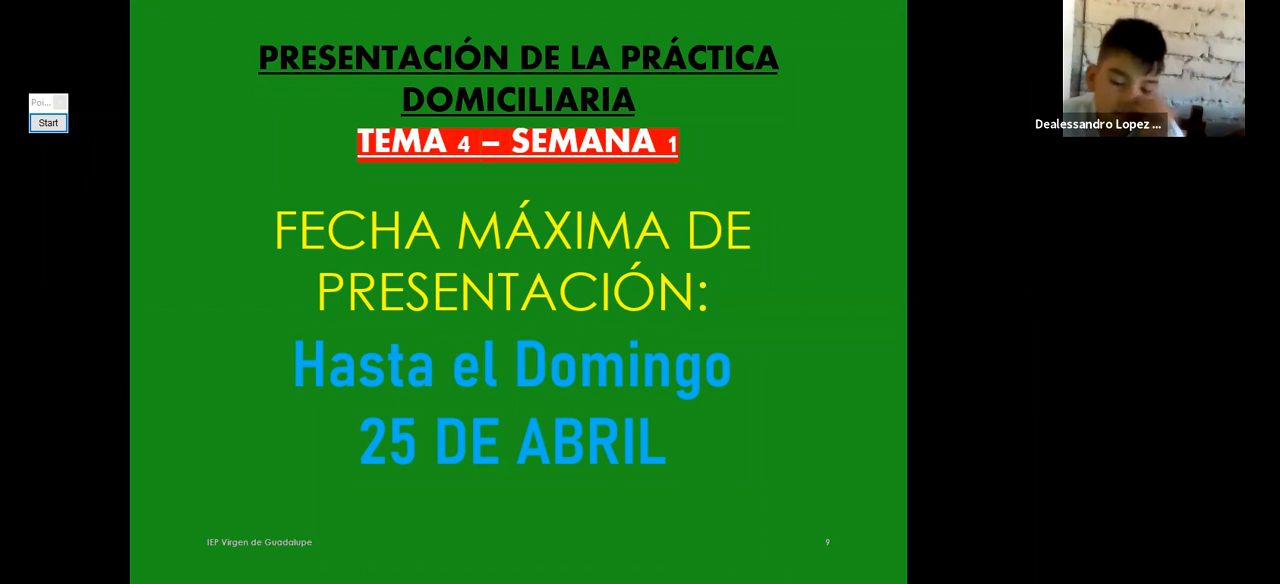 PRESENTACIÓN DE LA PRÁCTICA
DOMICILIARIA
TEMA 4 – SEMANA 1
FECHA MÁXIMA DE
PRESENTACIÓN:
Hasta el Domingo
25 DE ABRIL
IEP Virgen de Guadalupe
9
Poi...
Start
Dealessandro Lopez ...